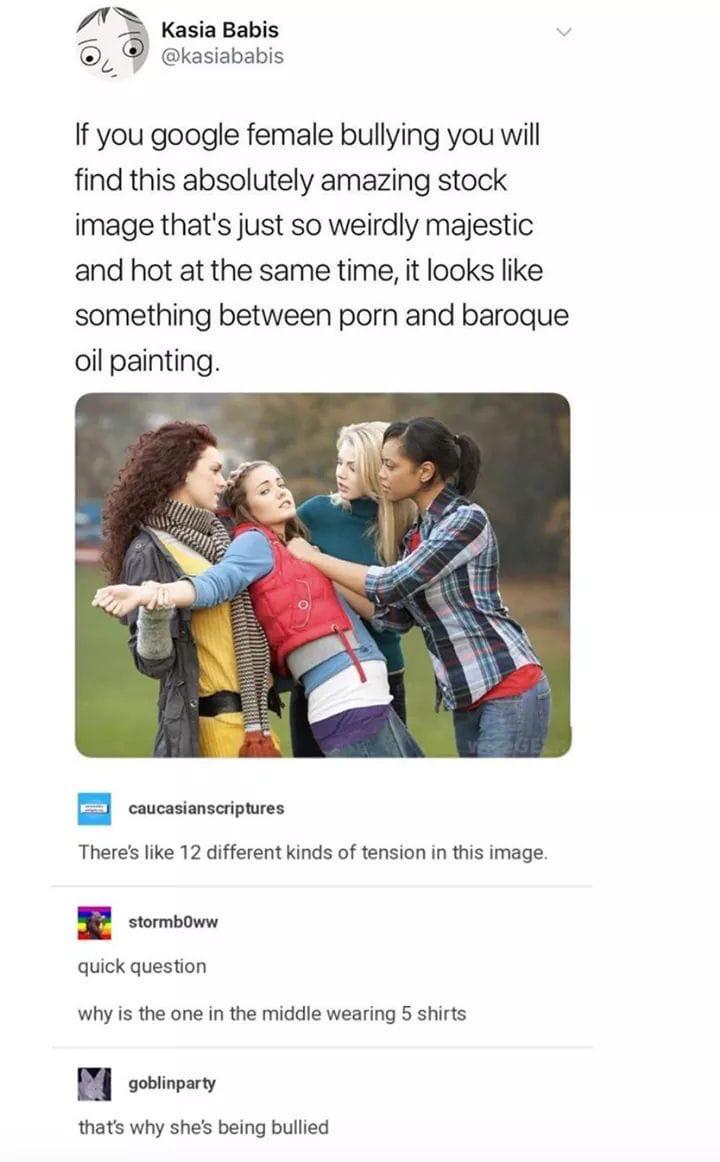 Kasia Babis
@kasiababis
If you google female bullying you will
find this absolutely amazing stock
image that's just so weirdly majestic
and hot at the same time, it looks like
something between porn and baroque
oil painting.
caucasianscriptures
There's like 12 different kinds of tension in this image.
stormb0ww
quick question
why is the one in the middle wearing 5 shirts
goblinparty
that's why she's being bullied